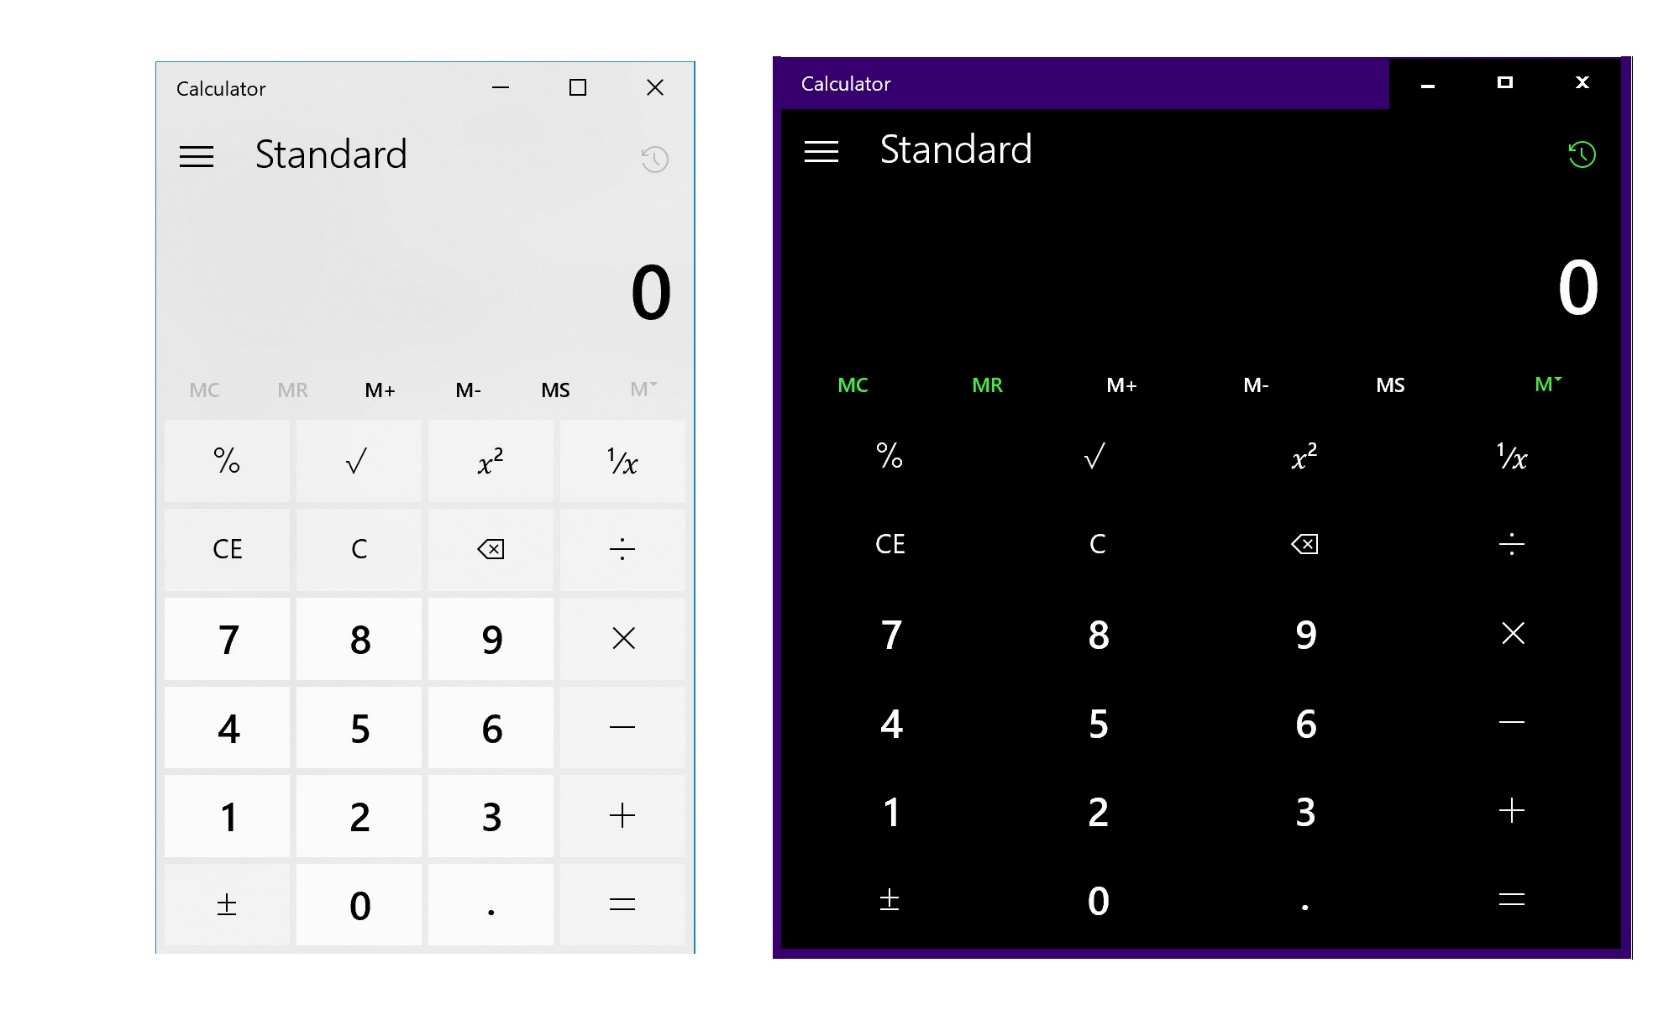 Calculator
Standard
0
MC MR M+ M- MS M˅
% √ x² ¹/x
CE C ÷
7 8 9 ×
4 5 6 −
1 2 3 +
± 0 . =
Calculator
Standard
0
MC MR M+ M- MS M˅
% √ x² ¹/x
CE C ÷
7 8 9 ×
4 5 6 −
1 2 3 +
± 0 . =